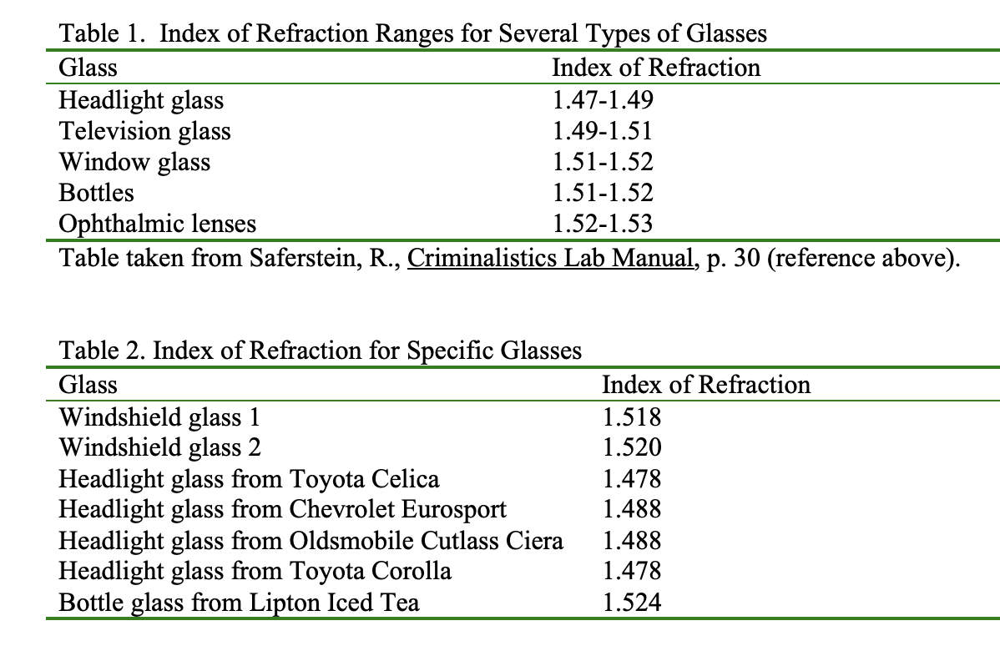 Table 1.  Index of Refraction Ranges for Several Types of Glasses
Glass Index of Refraction
Headlight glass 1.47-1.49
Television glass 1.49-1.51
Window glass 1.51-1.52
Bottles 1.51-1.52
Ophthalmic lenses 1.52-1.53
Table taken from Saferstein, R., Criminalistics Lab Manual, p. 30 (reference above).
Table 2. Index of Refraction for Specific Glasses
Glass Index of Refraction
Windshield glass 1 1.518
Windshield glass 2 1.520
Headlight glass from Toyota Celica 1.478
Headlight glass from Chevrolet Eurosport 1.488
Headlight glass from Oldsmobile Cutlass Ciera 1.488
Headlight glass from Toyota Corolla 1.478
Bottle glass from Lipton Iced Tea 1.524